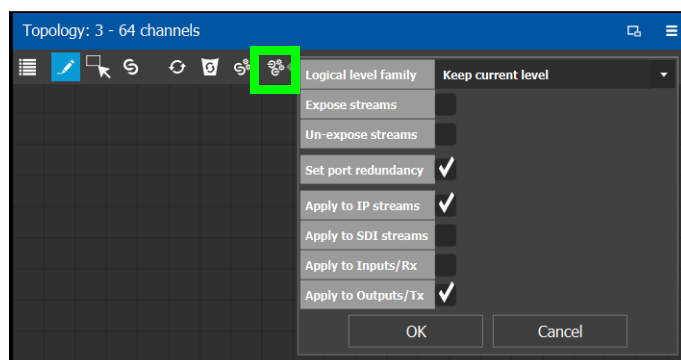 Topology: 3 - 64 channels
Logical level family Keep current level
Expose streams
Un-expose streams
Set port redundancy
Apply to IP streams
Apply to SDI streams
Apply to Inputs/Rx
Apply to Outputs/Tx
OK Cancel